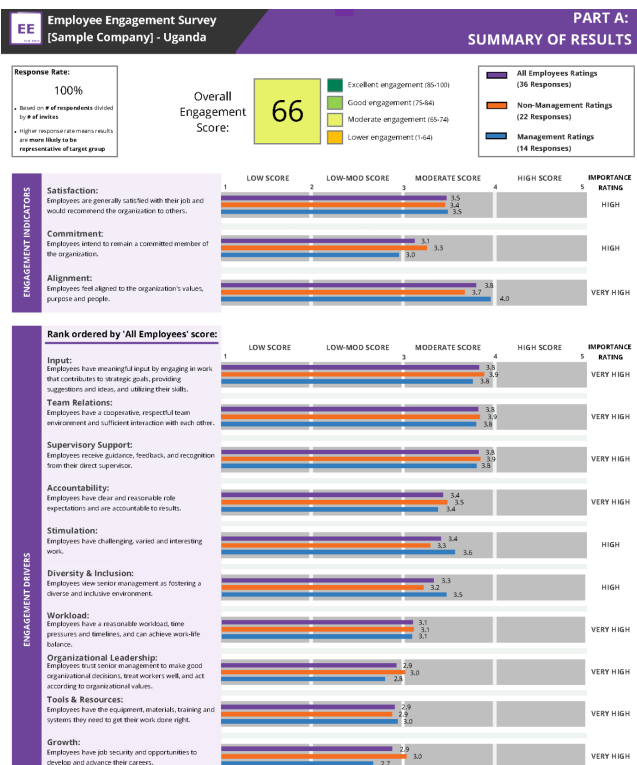 EE
Employee Engagement Survey
[Sample Company] - Uganda
PART A:
SUMMARY OF RESULTS
Response Rate:
100%
• Based on # of respondents divided
by # of invites
• Higher response rate means results
are more likely to be
representative of target group
Overall
Engagement
Score:
66
Excellent engagement (85-100)
Good engagement (75-84)
Moderate engagement (65-74)
Lower engagement (1-64)
All Employees Ratings
(36 Responses)
Non-Management Ratings
(22 Responses)
Management Ratings
(14 Responses)
ENGAGEMENT INDICATORS
LOW SCORE LOW-MOD SCORE MODERATE SCORE HIGH SCORE IMPORTANCE
RATING
1 2 3 4 5
Satisfaction:
Employees are generally satisfied with their job and
would recommend the organization to others.
3.5
3.4
3.5
HIGH
Commitment:
Employees intend to remain a committed member of
the organization.
3.1
3.3
3.0
HIGH
Alignment:
Employees feel aligned to the organization's values,
purpose and people.
3.8
3.7
4.0
VERY HIGH
ENGAGEMENT DRIVERS
Rank ordered by 'All Employees' score:
LOW SCORE LOW-MOD SCORE MODERATE SCORE HIGH SCORE IMPORTANCE
RATING
1 3 4 5
Input:
Employees have meaningful input by engaging in work
that contributes to strategic goals, providing
suggestions and ideas, and utilizing their skills.
3.8
3.9
3.8
VERY HIGH
Team Relations:
Employees have a cooperative, respectful team
environment and sufficient interaction with each other.
3.8
3.9
3.8
VERY HIGH
Supervisory Support:
Employees receive guidance, feedback, and recognition
from their direct supervisor.
3.8
3.9
3.8
VERY HIGH
Accountability:
Employees have clear and reasonable role
expectations and are accountable to results.
3.4
3.5
3.4
VERY HIGH
Stimulation:
Employees have challenging, varied and interesting
work.
3.4
3.3
3.6
HIGH
Diversity & Inclusion:
Employees view senior management as fostering a
diverse and inclusive environment.
3.3
3.2
3.5
HIGH
Workload:
Employees have a reasonable workload, time
pressures and timelines, and can achieve work-life
balance.
3.1
3.1
3.1
VERY HIGH
Organizational Leadership:
Employees trust senior management to make good
organizational decisions, treat workers well, and act
according to organizational values.
2.9
3.0
2.8
VERY HIGH
Tools & Resources:
Employees have the equipment, materials, training and
systems they need to get their work done right.
2.9
2.9
3.0
VERY HIGH
Growth:
Employees have job security and opportunities to
develop and advance their careers.
2.9
3.0
2.7
VERY HIGH